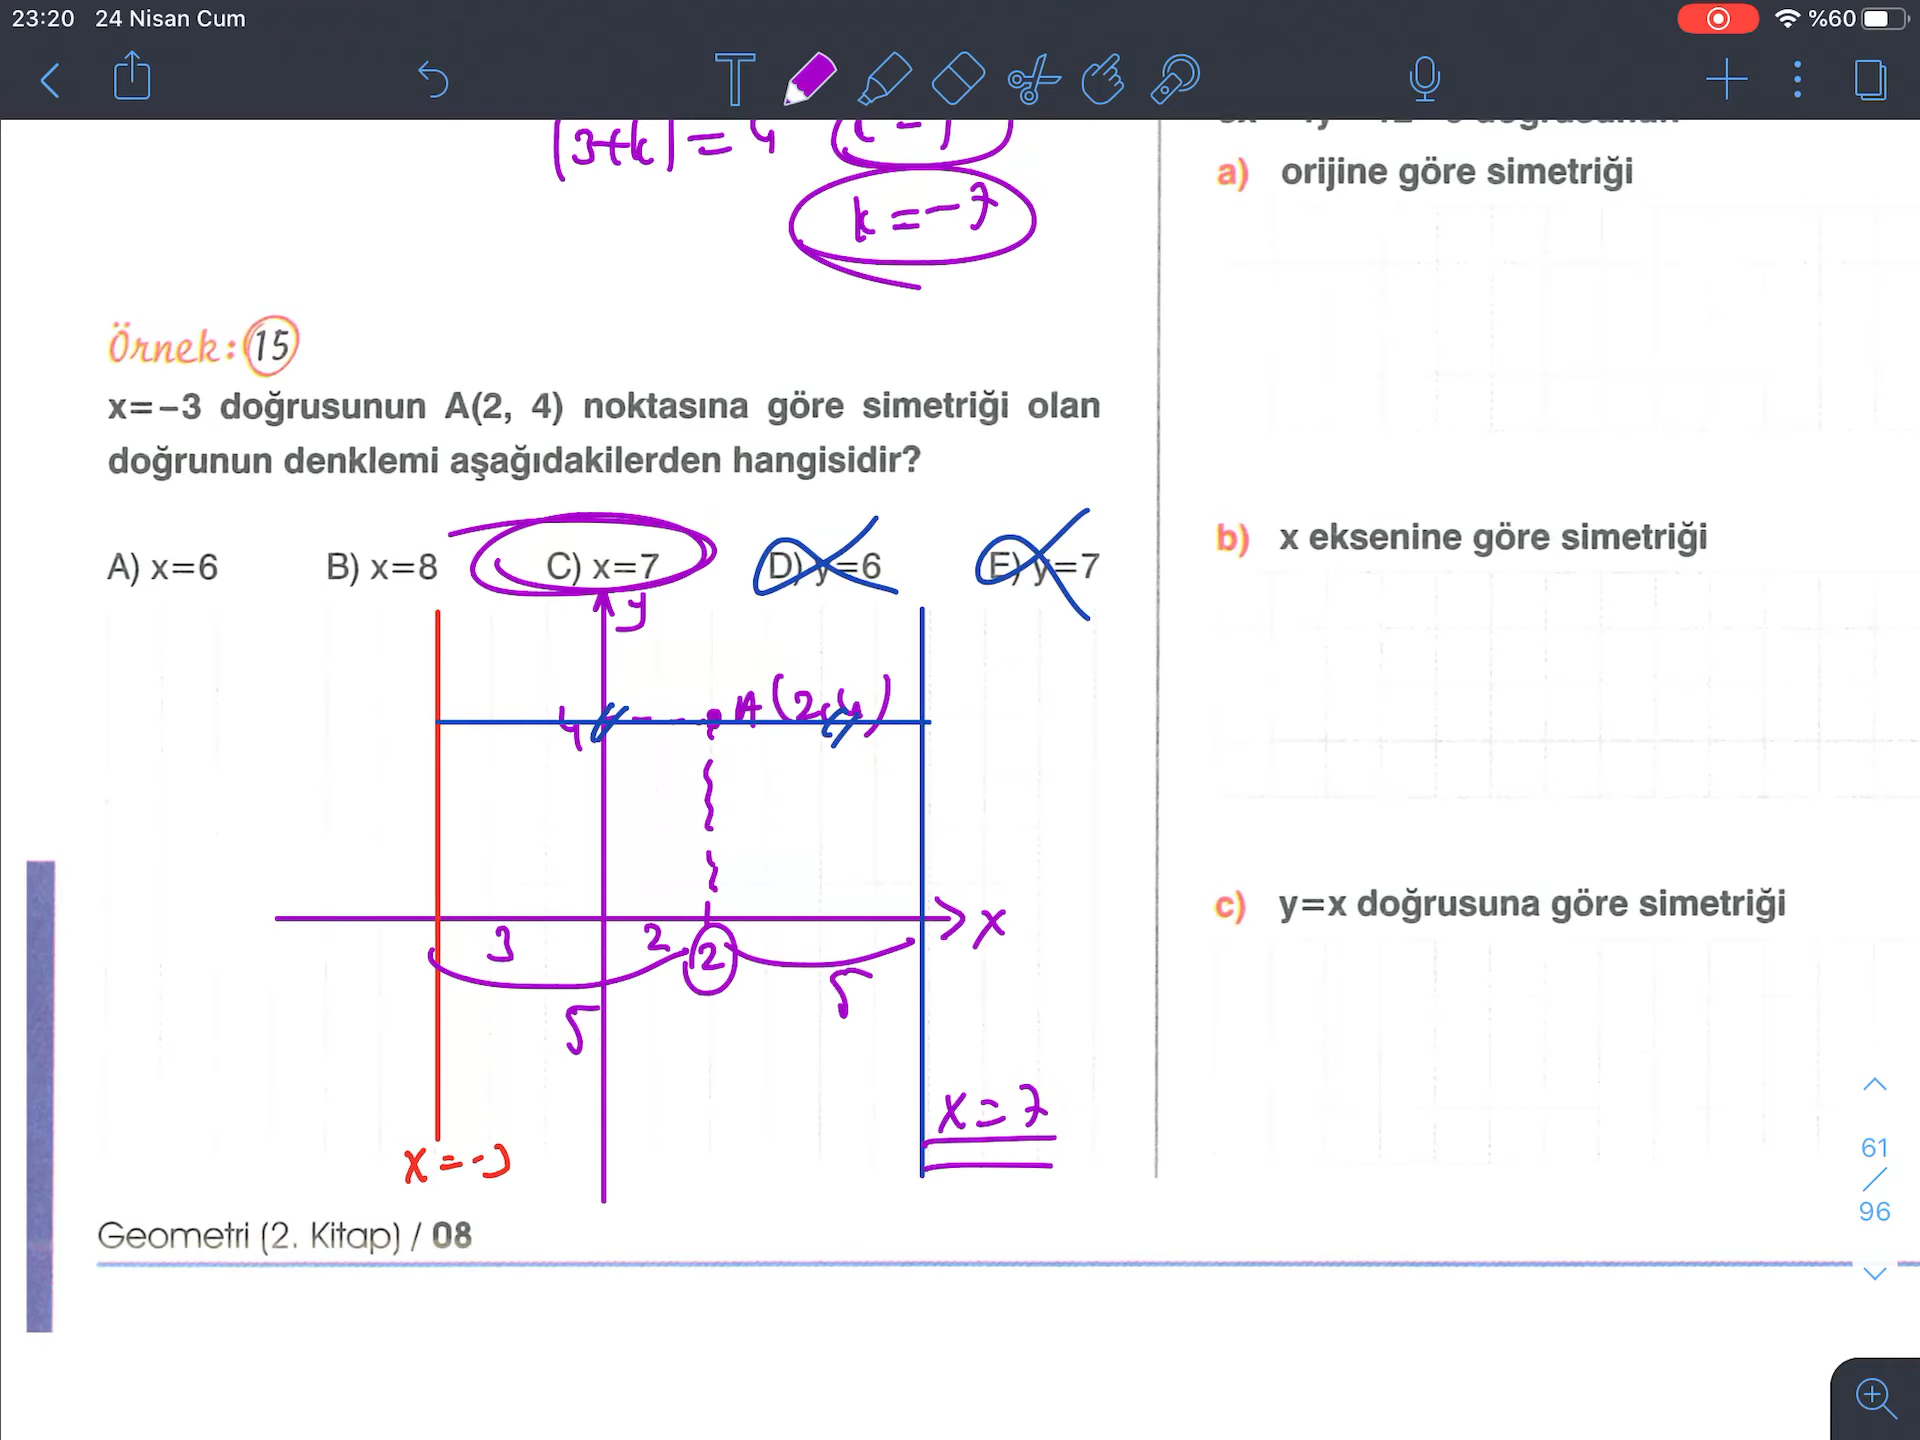 23:20 24 Nisan Cum %60
|3+k| = 4
k = -7
Örnek: 15
x=−3 doğrusunun A(2, 4) noktasına göre simetriği olan
doğrunun denklemi aşağıdakilerden hangisidir?
A) x=6 B) x=8 C) x=7 D) y=6 E) y=7
y
4 A(2,4)
x
3 2 2
5 5
x = 7
x = -3
Geometri (2. Kitap) / 08
a) orijine göre simetriği
b) x eksenine göre simetriği
c) y=x doğrusuna göre simetriği
61
/
96